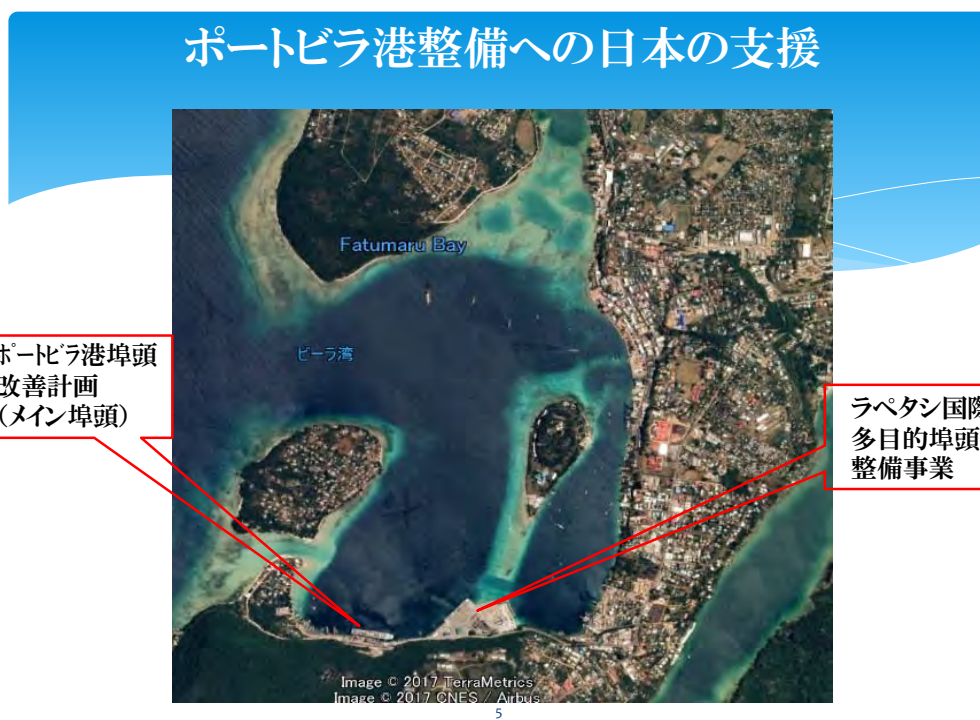 ポートビラ港整備への日本の支援
Fatumaru Bay
ビーラ湾
ポートビラ港埠頭
改善計画
(メイン埠頭)
ラペタシ国際
多目的埠頭
整備事業
Image © 2017 TerraMetrics
Image © 2017 CNES / Airbus
5